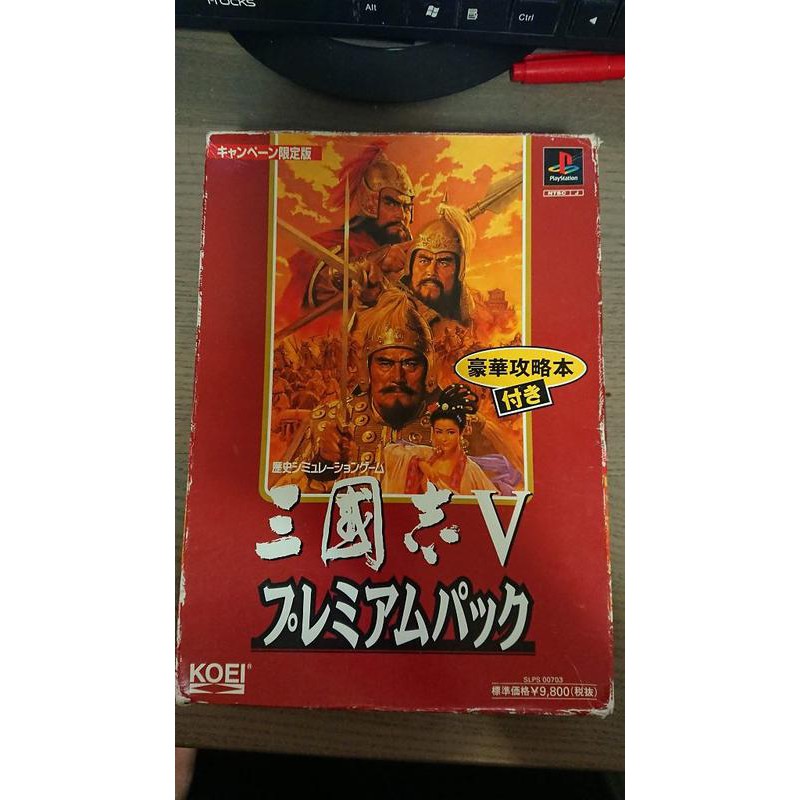 i-rocks
Alt
Ctrl
キャンペーン限定版
PlayStation
NTSC J
豪華攻略本
付き
歴史シミュレーションゲーム
三國志V
プレミアムパック
KOEI®
SLPS 00703
標準価格¥9,800(税抜)